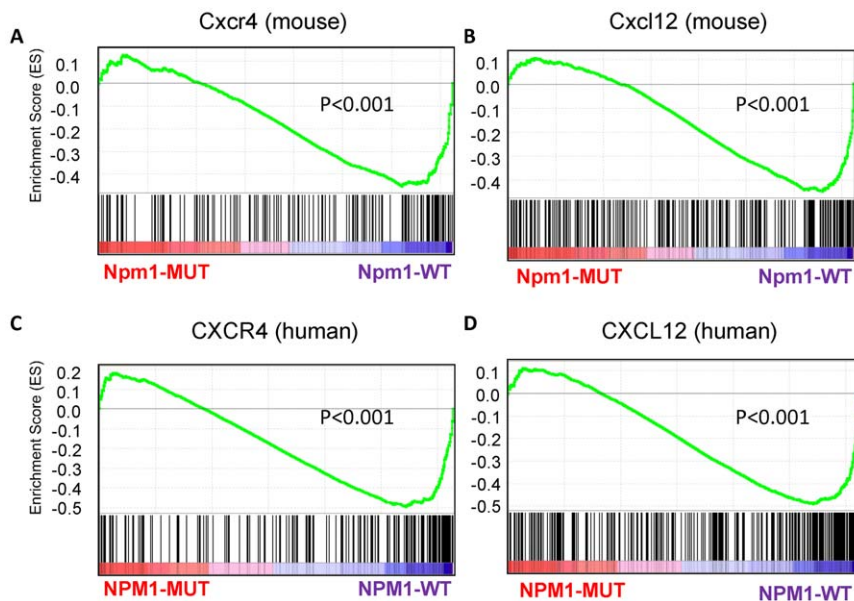 A
Cxcr4 (mouse)
Enrichment Score (ES)
0.1
0.0
-0.1
-0.2
-0.3
-0.4
P<0.001
Npm1-MUT
Npm1-WT
B
Cxcl12 (mouse)
0.1
0.0
-0.1
-0.2
-0.3
-0.4
P<0.001
Npm1-MUT
Npm1-WT
C
CXCR4 (human)
Enrichment Score (ES)
0.2
0.1
0.0
-0.1
-0.2
-0.3
-0.4
-0.5
P<0.001
NPM1-MUT
NPM1-WT
D
CXCL12 (human)
0.1
0.0
-0.1
-0.2
-0.3
-0.4
-0.5
P<0.001
NPM1-MUT
NPM1-WT